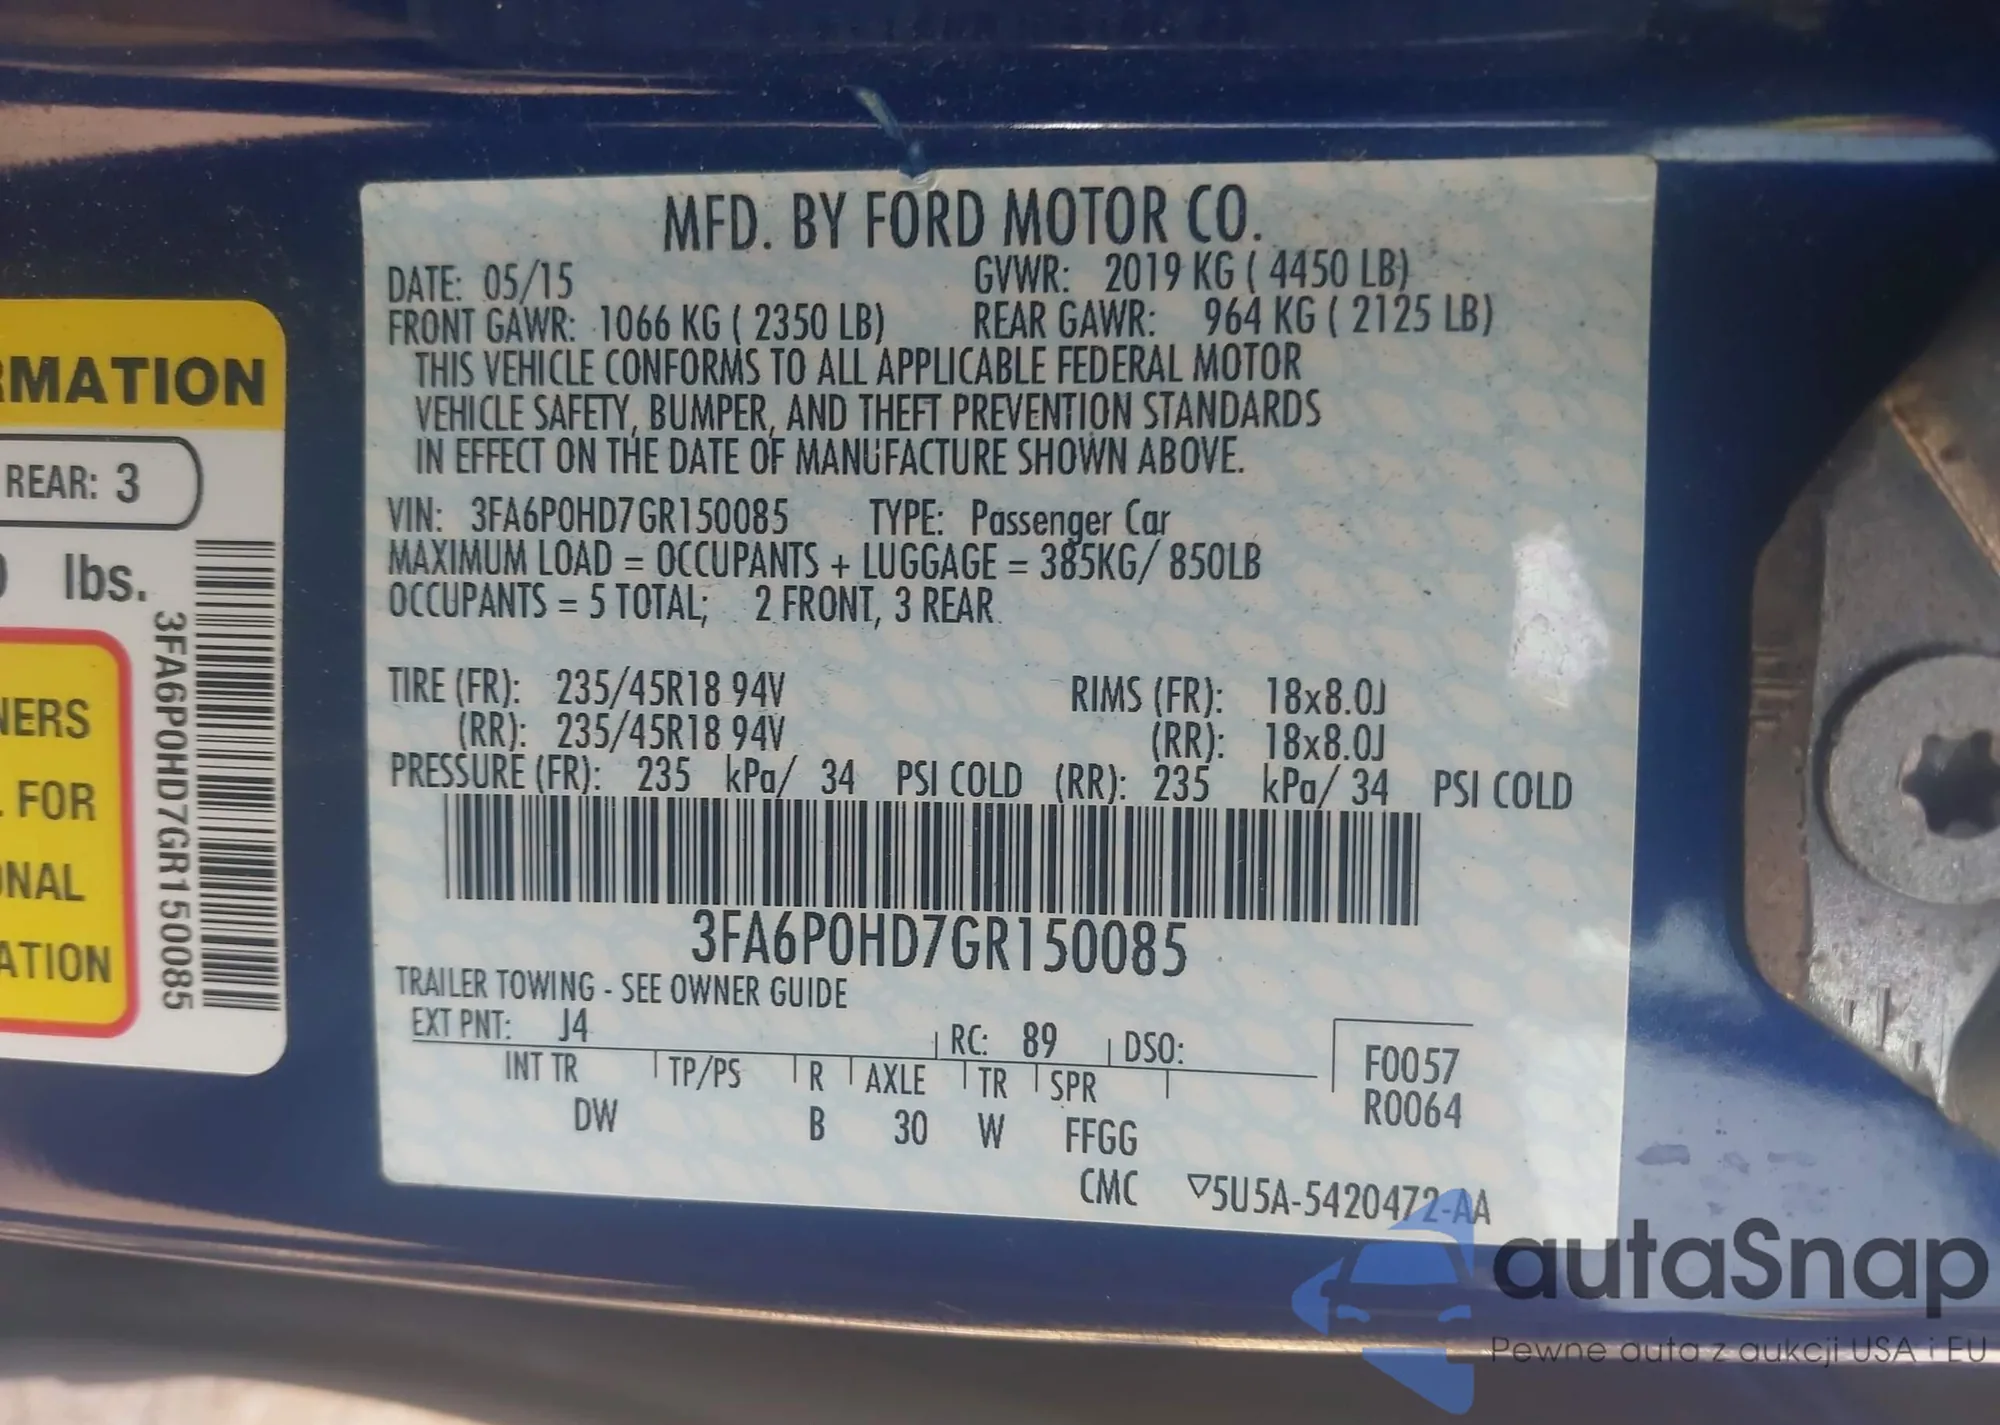 MFD. BY FORD MOTOR CO.
DATE: 05/15 GVWR: 2019 KG ( 4450 LB)
FRONT GAWR: 1066 KG ( 2350 LB) REAR GAWR: 964 KG ( 2125 LB)
THIS VEHICLE CONFORMS TO ALL APPLICABLE FEDERAL MOTOR
VEHICLE SAFETY, BUMPER, AND THEFT PREVENTION STANDARDS
IN EFFECT ON THE DATE OF MANUFACTURE SHOWN ABOVE.
VIN: 3FA6P0HD7GR150085 TYPE: Passenger Car
MAXIMUM LOAD = OCCUPANTS + LUGGAGE = 385KG/ 850LB
OCCUPANTS = 5 TOTAL; 2 FRONT, 3 REAR
TIRE (FR): 235/45R18 94V RIMS (FR): 18x8.0J
(RR): 235/45R18 94V (RR): 18x8.0J
PRESSURE (FR): 235 kPa/ 34 PSI COLD (RR): 235 kPa/ 34 PSI COLD
3FA6P0HD7GR150085
TRAILER TOWING - SEE OWNER GUIDE
EXT PNT: J4 RC: 89 DSO:
INT TR TP/PS R AXLE TR SPR
DW B 30 W FFGG
F0057
R0064
CMC ▽5U5A-5420472-AA
RMATION
REAR: 3
lbs.
3FA6P0HD7GR150085
NERS
FOR
ONAL
ATION
autaSnap
Pewne auta z aukcji USA i EU